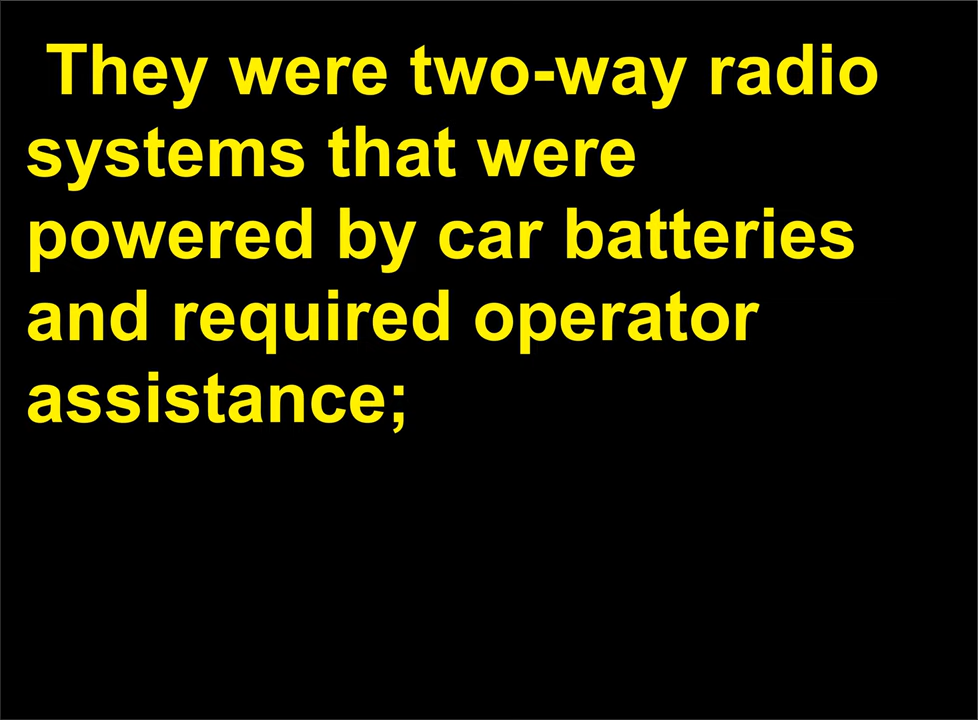 They were two-way radio
systems that were
powered by car batteries
and required operator
assistance;